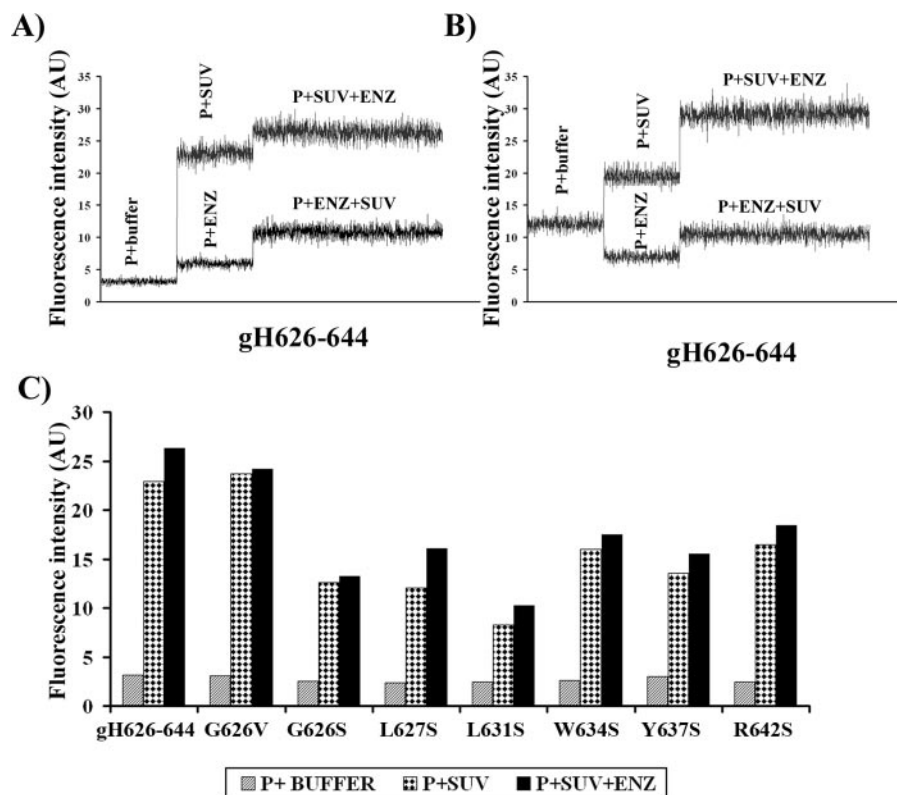 A)
Fluorescence intensity (AU)
35
30
25
20
15
10
5
0
P+buffer
P+SUV
P+ENZ
P+SUV+ENZ
P+ENZ+SUV
gH626-644
B)
Fluorescence intensity (AU)
35
30
25
20
15
10
5
0
P+buffer
P+SUV
P+ENZ
P+SUV+ENZ
P+ENZ+SUV
gH626-644
C)
Fluorescence intensity (AU)
30
25
20
15
10
5
0
gH626-644 G626V G626S L627S L631S W634S Y637S R642S
P+ BUFFER P+SUV P+SUV+ENZ